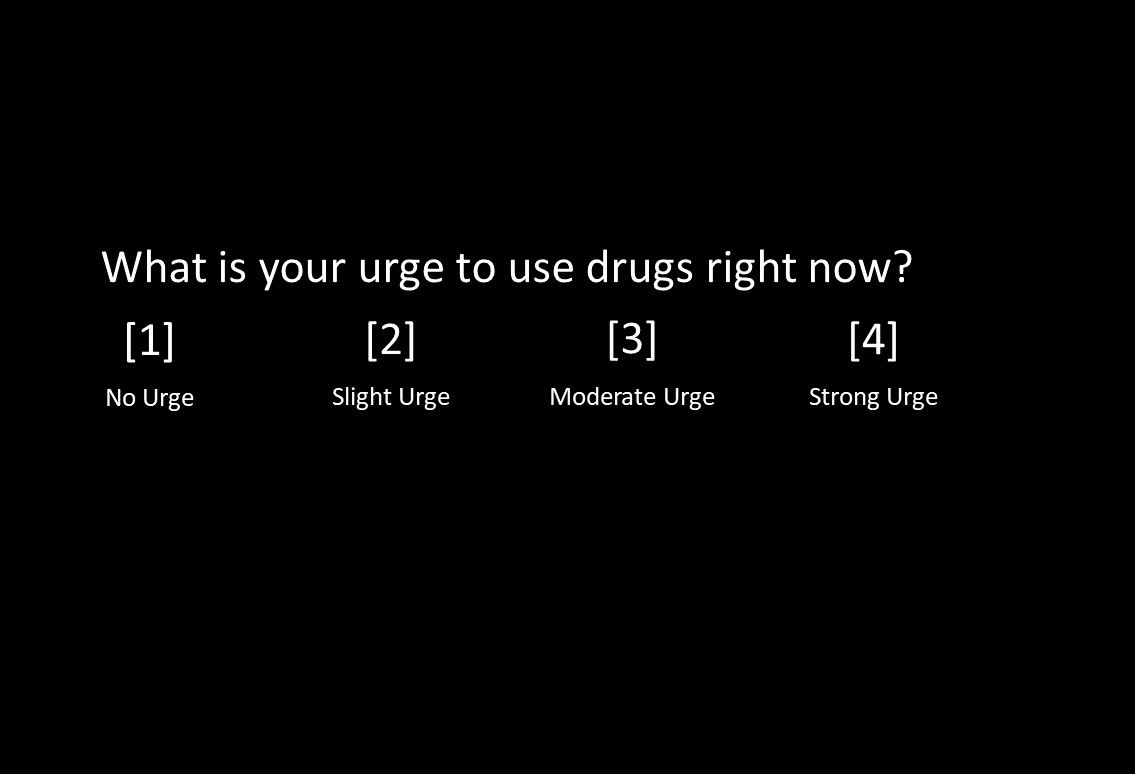 What is your urge to use drugs right now?
[1] [2] [3] [4]
No Urge Slight Urge Moderate Urge Strong Urge